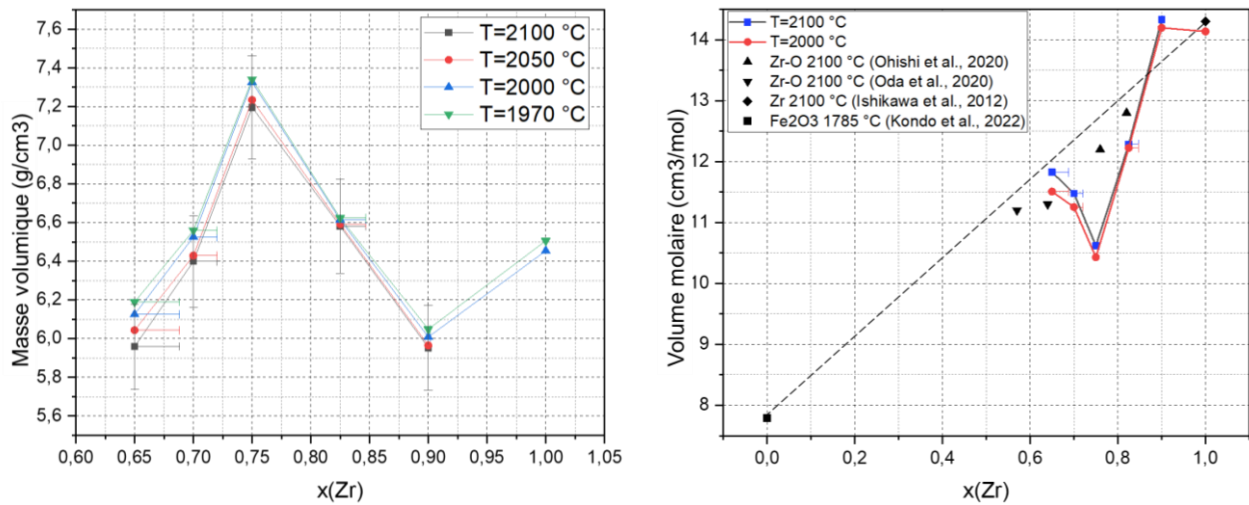 Masse volumique (g/cm3)
7,6
7,4
7,2
7,0
6,8
6,6
6,4
6,2
6,0
5,8
5,6
T=2100 °C
T=2050 °C
T=2000 °C
T=1970 °C
0,60 0,65 0,70 0,75 0,80 0,85 0,90 0,95 1,00 1,05
x(Zr)
Volume molaire (cm3/mol)
14
13
12
11
10
9
8
T=2100 °C
T=2000 °C
Zr-O 2100 °C (Ohishi et al., 2020)
Zr-O 2100 °C (Oda et al., 2020)
Zr 2100 °C (Ishikawa et al., 2012)
Fe2O3 1785 °C (Kondo et al., 2022)
0,0 0,2 0,4 0,6 0,8 1,0
x(Zr)